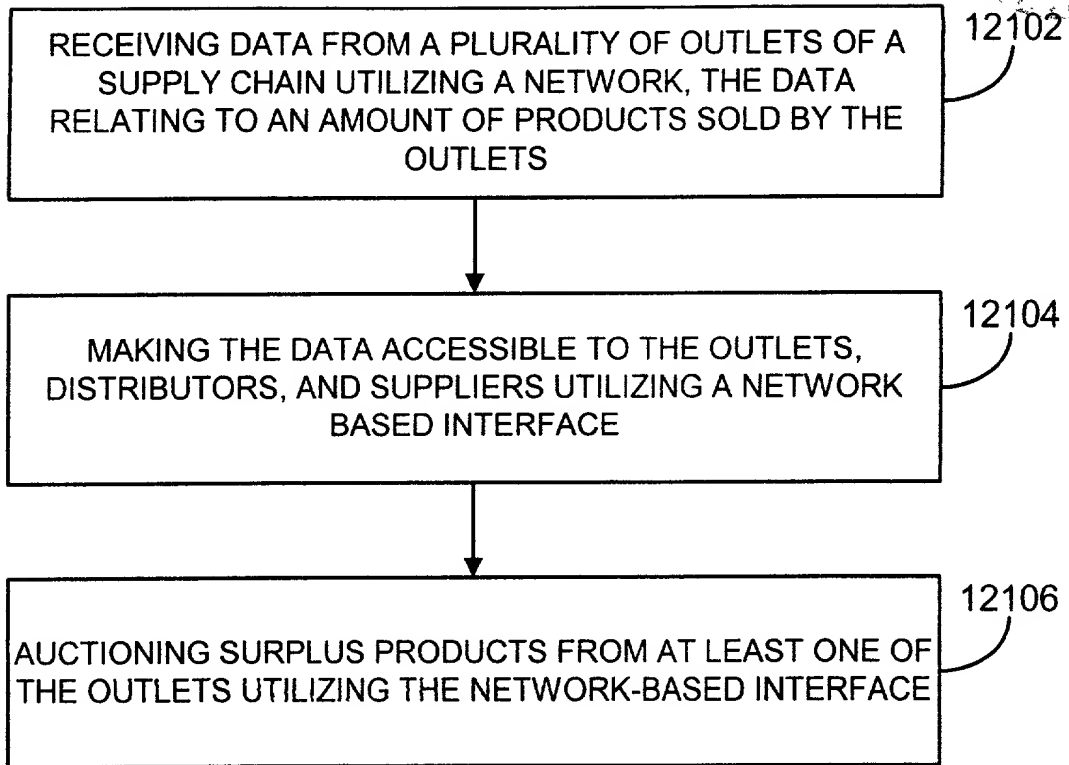 RECEIVING DATA FROM A PLURALITY OF OUTLETS OF A
SUPPLY CHAIN UTILIZING A NETWORK, THE DATA
RELATING TO AN AMOUNT OF PRODUCTS SOLD BY THE
OUTLETS
12102
MAKING THE DATA ACCESSIBLE TO THE OUTLETS,
DISTRIBUTORS, AND SUPPLIERS UTILIZING A NETWORK
BASED INTERFACE
12104
AUCTIONING SURPLUS PRODUCTS FROM AT LEAST ONE OF
THE OUTLETS UTILIZING THE NETWORK-BASED INTERFACE
12106